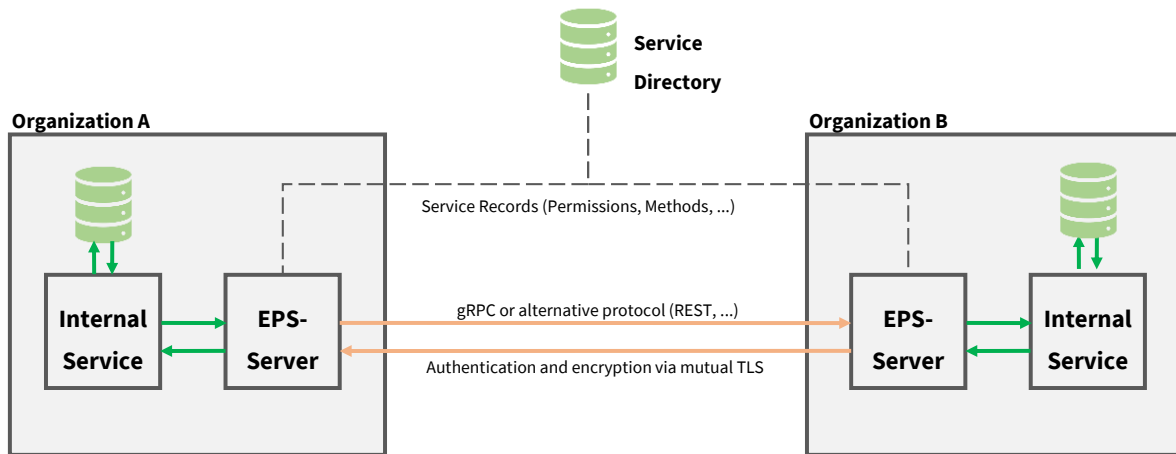 Service
Directory
Organization A
Organization B
Service Records (Permissions, Methods, ...)
Internal
Service
EPS-
Server
gRPC or alternative protocol (REST, ...)
Authentication and encryption via mutual TLS
EPS-
Server
Internal
Service